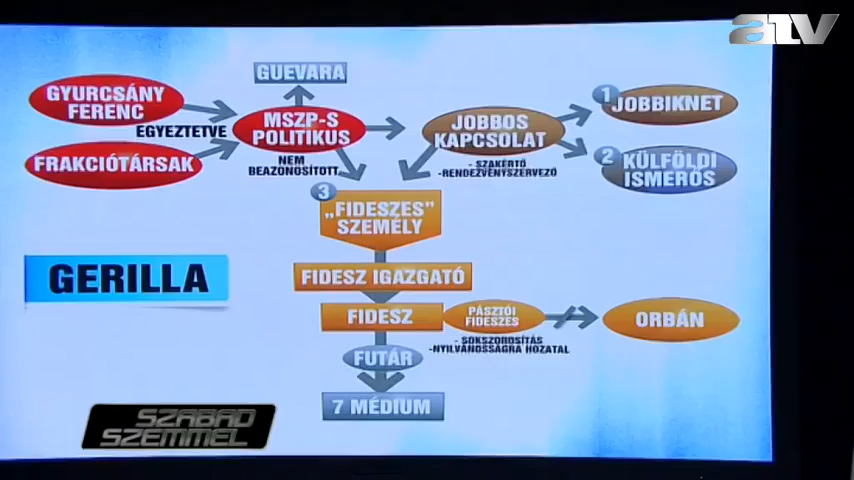 atv
GUEVARA
GYURCSÁNY
FERENC
EGYEZTETVE
FRAKCIÓTÁRSAK
MSZP-S
POLITIKUS
NEM
BEAZONOSÍTOTT
JOBBOS
KAPCSOLAT
- SZAKÉRTŐ
-RENDEZVÉNYSZERVEZŐ
1 JOBBIKNET
2 KÜLFÖLDI
ISMERŐS
3
„FIDESZES”
SZEMÉLY
GERILLA
FIDESZ IGAZGATÓ
FIDESZ
PÁSZTÓI
FIDESZES
- SOKSZOROSÍTÁS
-NYILVÁNOSSÁGRA HOZATAL
ORBÁN
FUTÁR
7 MÉDIUM
SZABAD
SZEMMEL